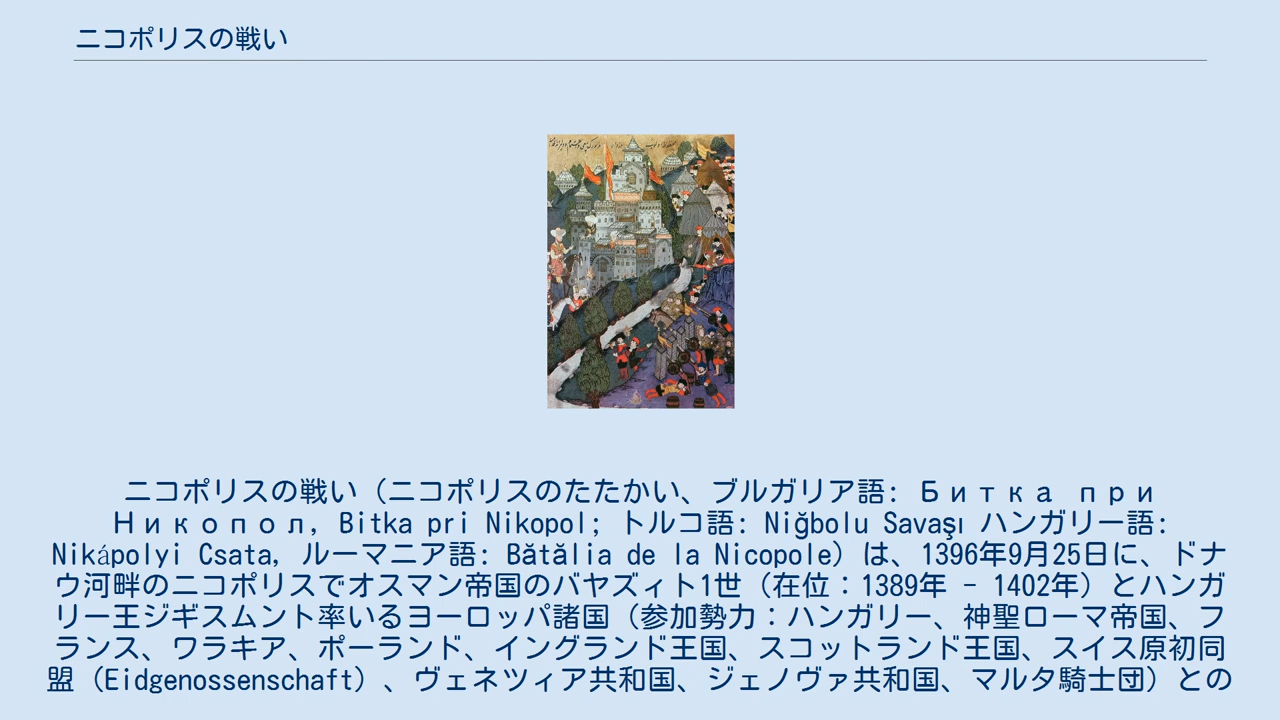 ニコポリスの戦い
ニコポリスの戦い（ニコポリスのたたかい、ブルガリア語: Битка при
Никопол, Bitka pri Nikopol; トルコ語: Niğbolu Savaşı ハンガリー語:
Nikápolyi Csata, ルーマニア語: Bătălia de la Nicopole）は、1396年9月25日に、ドナ
ウ河畔のニコポリスでオスマン帝国のバヤズィト1世（在位：1389年 - 1402年）とハンガ
リー王ジギスムント率いるヨーロッパ諸国（参加勢力：ハンガリー、神聖ローマ帝国、フ
ランス、ワラキア、ポーランド、イングランド王国、スコットランド王国、スイス原初同
盟（Eidgenossenschaft）、ヴェネツィア共和国、ジェノヴァ共和国、マルタ騎士団）との